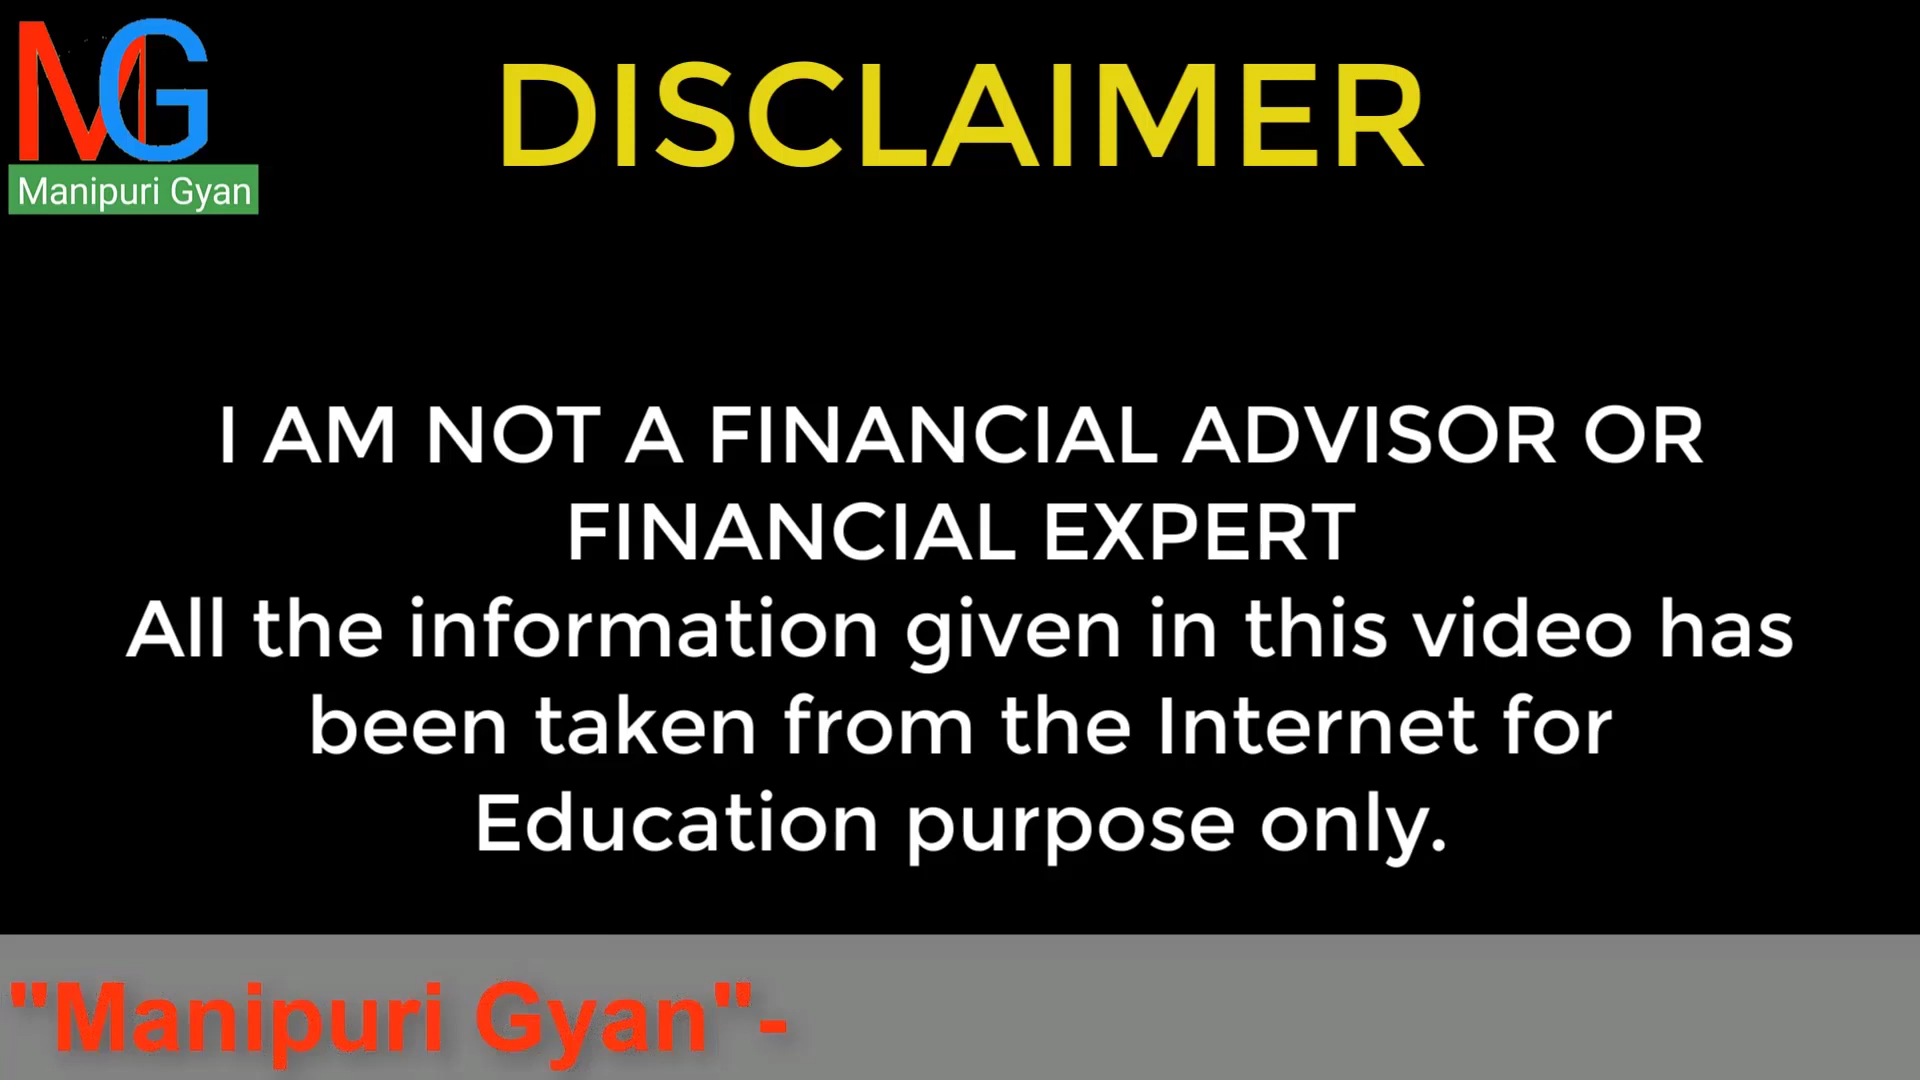 MG
Manipuri Gyan
DISCLAIMER
I AM NOT A FINANCIAL ADVISOR OR
FINANCIAL EXPERT
All the information given in this video has
been taken from the Internet for
Education purpose only.
"Manipuri Gyan"-